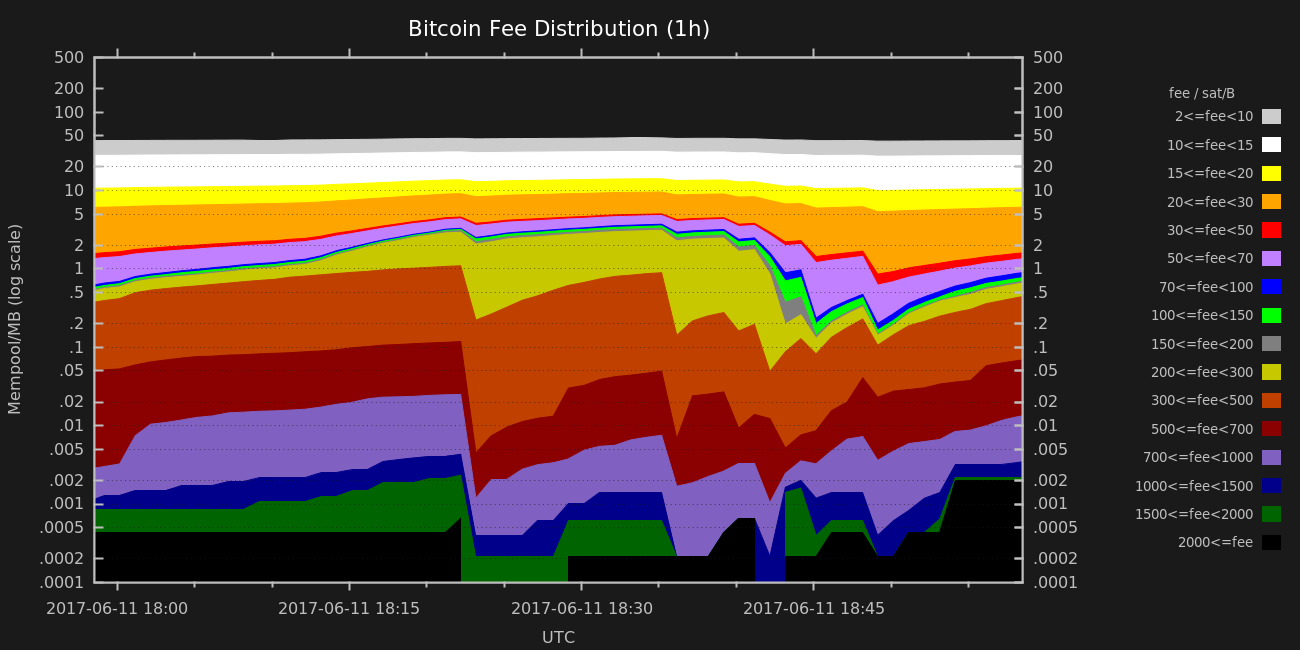 Bitcoin Fee Distribution (1h)
500
200
100
50
20
10
5
2
1
.5
.2
.1
.05
.02
.01
.005
.002
.001
.0005
.0002
.0001
Mempool/MB (log scale)
500
200
100
50
20
10
5
2
1
.5
.2
.1
.05
.02
.01
.005
.002
.001
.0005
.0002
.0001
2017-06-11 18:00
2017-06-11 18:15
2017-06-11 18:30
2017-06-11 18:45
UTC
fee / sat/B
2<=fee<10
10<=fee<15
15<=fee<20
20<=fee<30
30<=fee<50
50<=fee<70
70<=fee<100
100<=fee<150
150<=fee<200
200<=fee<300
300<=fee<500
500<=fee<700
700<=fee<1000
1000<=fee<1500
1500<=fee<2000
2000<=fee